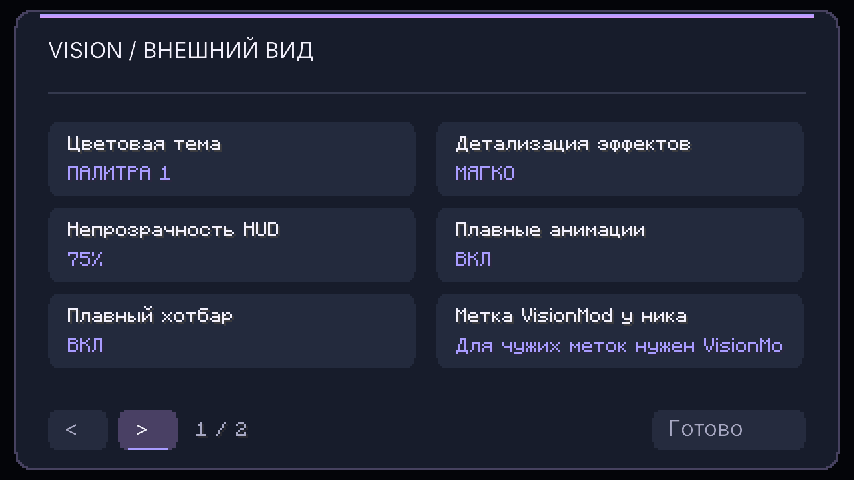 VISION / ВНЕШНИЙ ВИД
Цветовая тема
ПАЛИТРА 1
Детализация эффектов
МЯГКО
Непрозрачность HUD
75%
Плавные анимации
ВКЛ
Плавный хотбар
ВКЛ
Метка VisionMod у ника
Для чужих меток нужен VisionMo
<
>
1 / 2
Готово